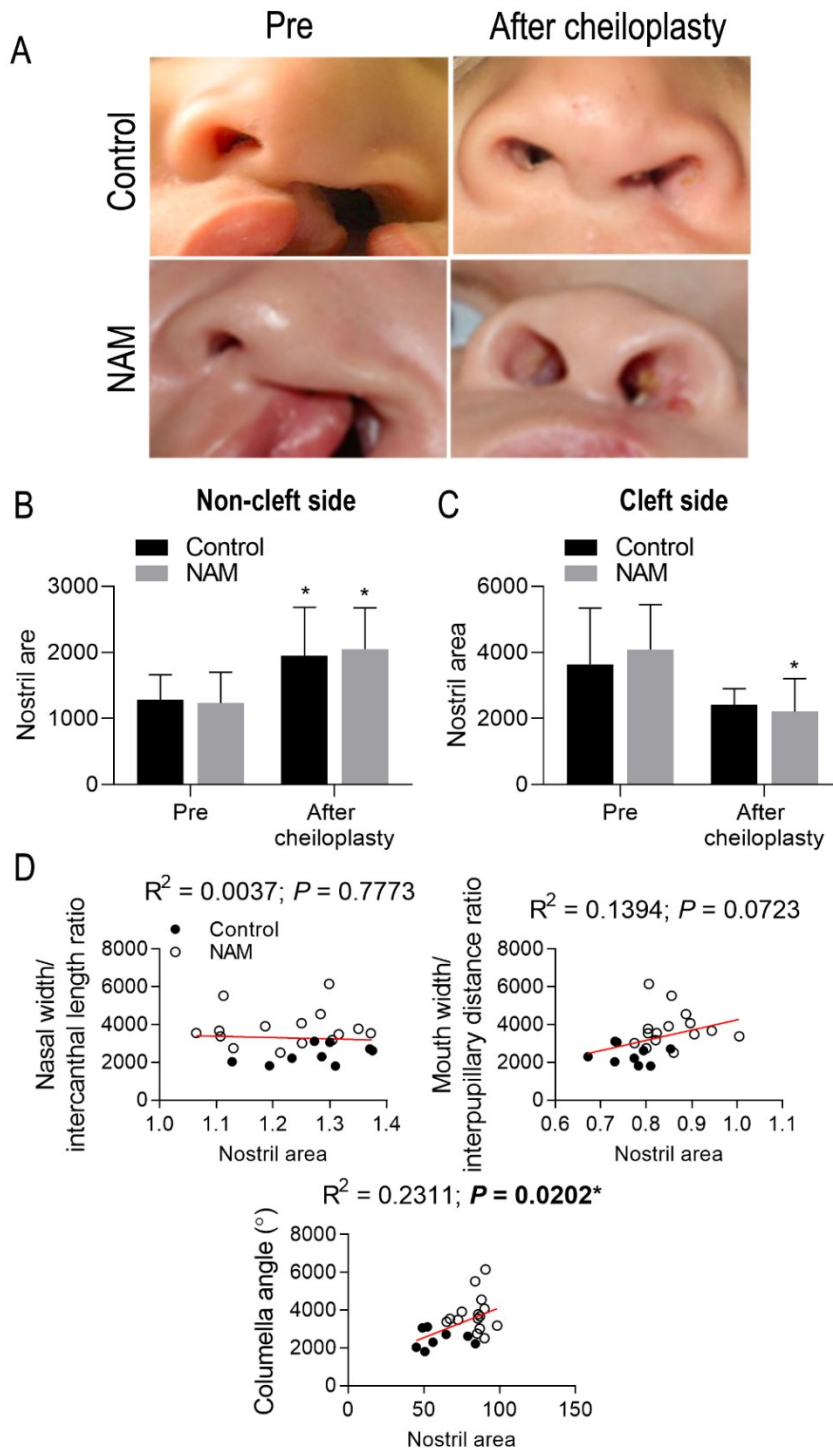 A
Pre
After cheiloplasty
Control
NAM
B
Non-cleft side
Control
NAM
Nostril are
3000
2000
1000
0
*
*
Pre
After
cheiloplasty
C
Cleft side
Control
NAM
Nostril area
6000
4000
2000
0
*
Pre
After
cheiloplasty
D
R² = 0.0037; P = 0.7773
Control
NAM
Nasal width/
intercanthal length ratio
8000
6000
4000
2000
0
1.0 1.1 1.2 1.3 1.4
Nostril area
R² = 0.1394; P = 0.0723
Mouth width/
interpupillary distance ratio
8000
6000
4000
2000
0
0.6 0.7 0.8 0.9 1.0 1.1
Nostril area
R² = 0.2311; P = 0.0202*
Columella angle (°)
8000
6000
4000
2000
0
0 50 100 150
Nostril area